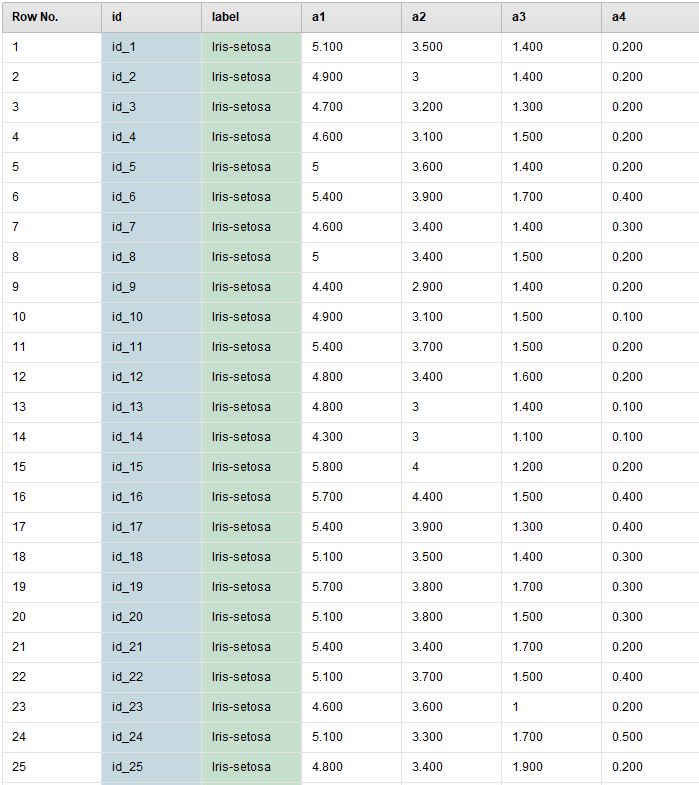 Row No. id label a1 a2 a3 a4
1 id_1 Iris-setosa 5.100 3.500 1.400 0.200
2 id_2 Iris-setosa 4.900 3 1.400 0.200
3 id_3 Iris-setosa 4.700 3.200 1.300 0.200
4 id_4 Iris-setosa 4.600 3.100 1.500 0.200
5 id_5 Iris-setosa 5 3.600 1.400 0.200
6 id_6 Iris-setosa 5.400 3.900 1.700 0.400
7 id_7 Iris-setosa 4.600 3.400 1.400 0.300
8 id_8 Iris-setosa 5 3.400 1.500 0.200
9 id_9 Iris-setosa 4.400 2.900 1.400 0.200
10 id_10 Iris-setosa 4.900 3.100 1.500 0.100
11 id_11 Iris-setosa 5.400 3.700 1.500 0.200
12 id_12 Iris-setosa 4.800 3.400 1.600 0.200
13 id_13 Iris-setosa 4.800 3 1.400 0.100
14 id_14 Iris-setosa 4.300 3 1.100 0.100
15 id_15 Iris-setosa 5.800 4 1.200 0.200
16 id_16 Iris-setosa 5.700 4.400 1.500 0.400
17 id_17 Iris-setosa 5.400 3.900 1.300 0.400
18 id_18 Iris-setosa 5.100 3.500 1.400 0.300
19 id_19 Iris-setosa 5.700 3.800 1.700 0.300
20 id_20 Iris-setosa 5.100 3.800 1.500 0.300
21 id_21 Iris-setosa 5.400 3.400 1.700 0.200
22 id_22 Iris-setosa 5.100 3.700 1.500 0.400
23 id_23 Iris-setosa 4.600 3.600 1 0.200
24 id_24 Iris-setosa 5.100 3.300 1.700 0.500
25 id_25 Iris-setosa 4.800 3.400 1.900 0.200